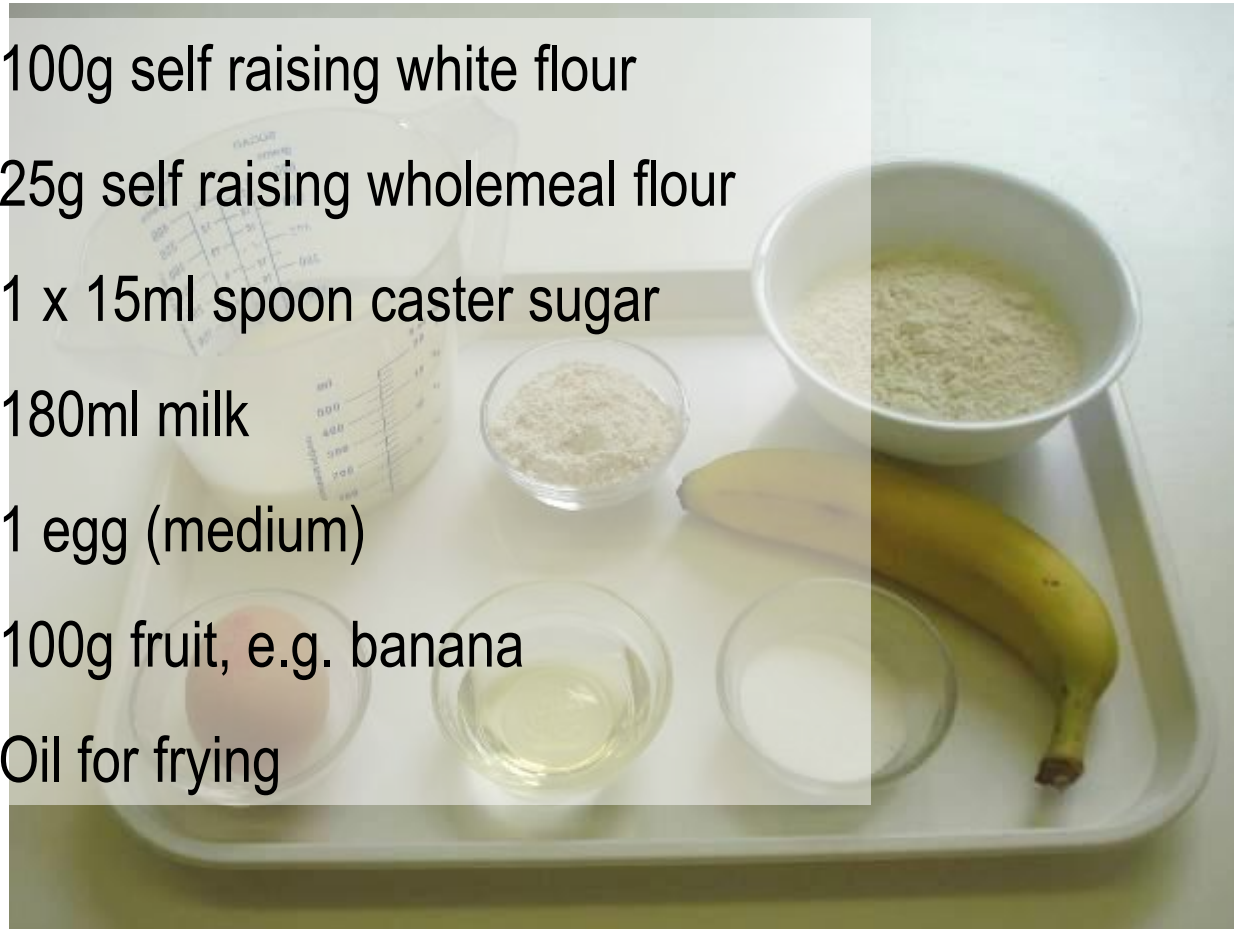 100g self raising white flour
25g self raising wholemeal flour
1 x 15ml spoon caster sugar
180ml milk
1 egg (medium)
100g fruit, e.g. banana
Oil for frying